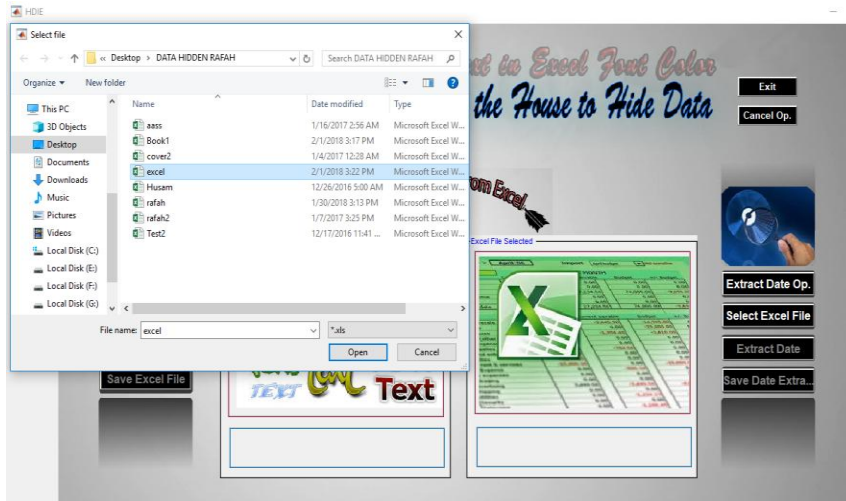 HDIE
Select file
« Desktop > DATA HIDDEN RAFAH
Search DATA HIDDEN RAFAH
Organize
New folder
Name
Date modified
Type
This PC
3D Objects
Desktop
Documents
Downloads
Music
Pictures
Videos
Local Disk (C:)
Local Disk (E:)
Local Disk (F:)
Local Disk (G:)
aass 1/16/2017 2:56 AM Microsoft Excel W...
Book1 2/1/2018 3:17 PM Microsoft Excel W...
cover2 1/4/2017 12:28 AM Microsoft Excel W...
excel 2/1/2018 3:22 PM Microsoft Excel W...
Husam 12/26/2016 5:00 AM Microsoft Excel W...
rafah 1/30/2018 3:13 PM Microsoft Excel W...
rafah2 1/7/2017 3:25 PM Microsoft Excel W...
Test2 12/17/2016 11:41 ... Microsoft Excel W...
File name: excel
*.xls
Open
Cancel
in Excel Font Color
the House to Hide Data
Exit
Cancel Op.
Excel
Excel File Selected
Extract Date Op.
Select Excel File
Extract Date
Save Date Extra...
Save Excel File
TEXT
Text